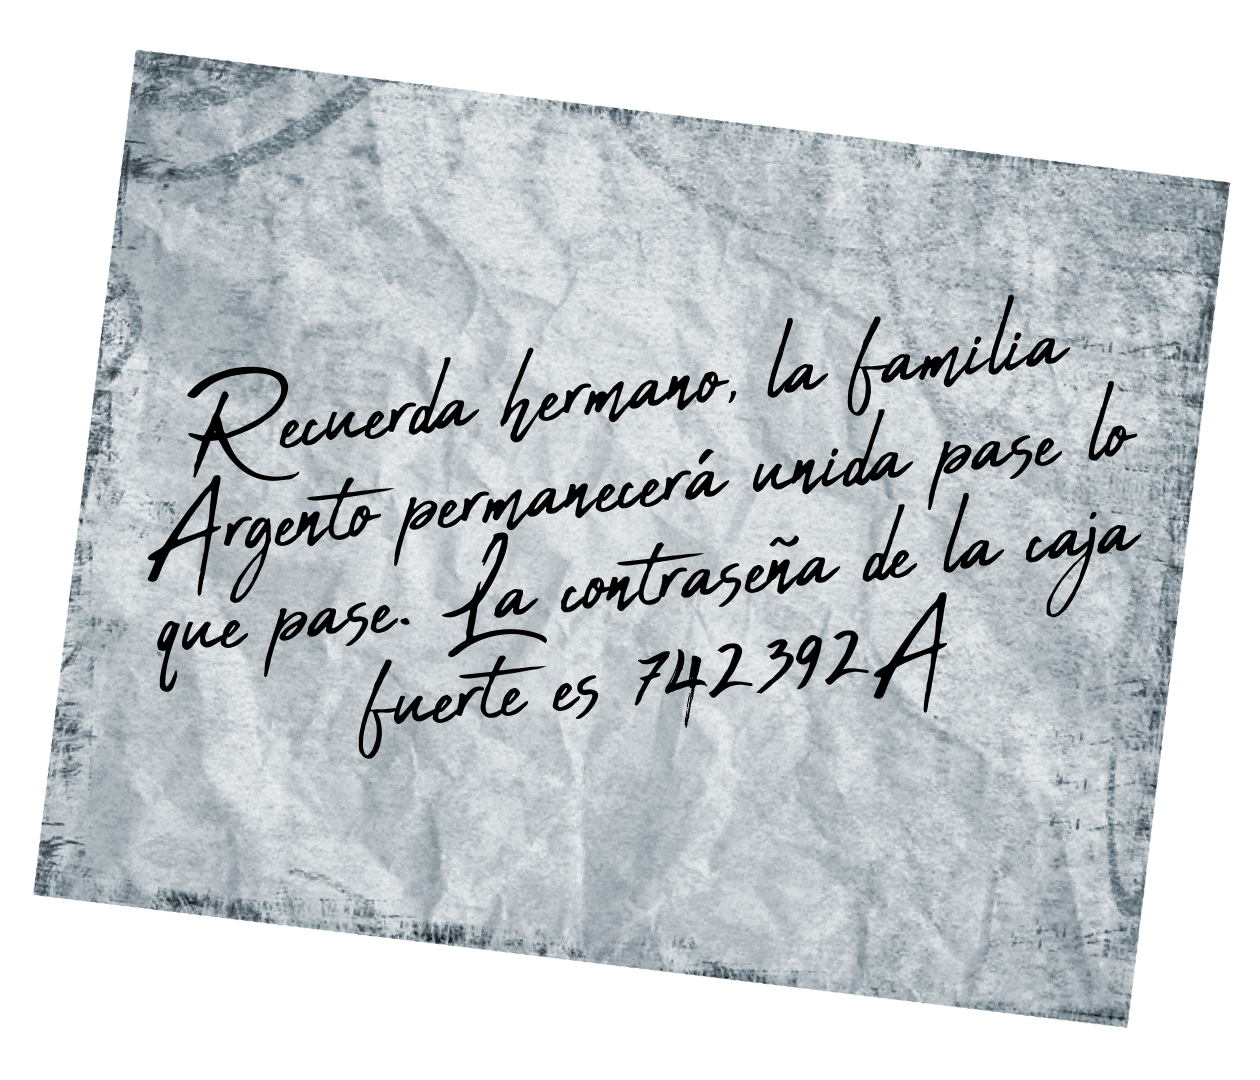 Recuerda hermano, la familia
Argento permanecerá unida pase lo
que pase. La contraseña de la caja
fuerte es 742392A